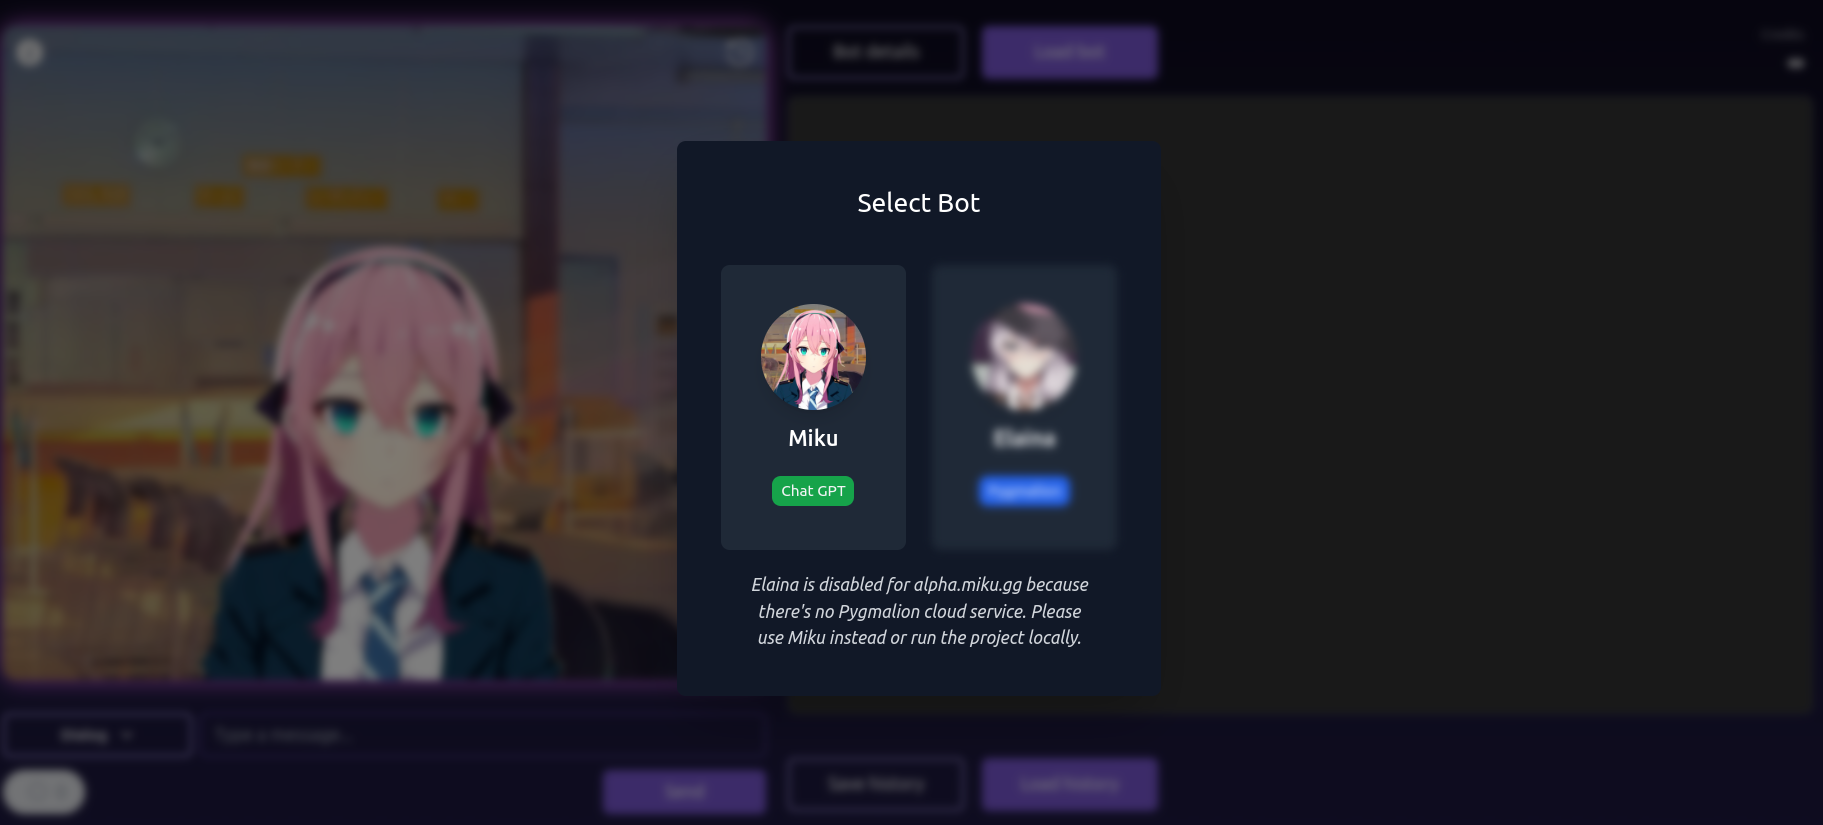 Bot details
Load bot
Select Bot
Miku
Elaina
Chat GPT
Pygmalion
Elaina is disabled for alpha.miku.gg because
there's no Pygmalion cloud service. Please
use Miku instead or run the project locally.
Dialog
Type a message...
Send
Save history
Load history